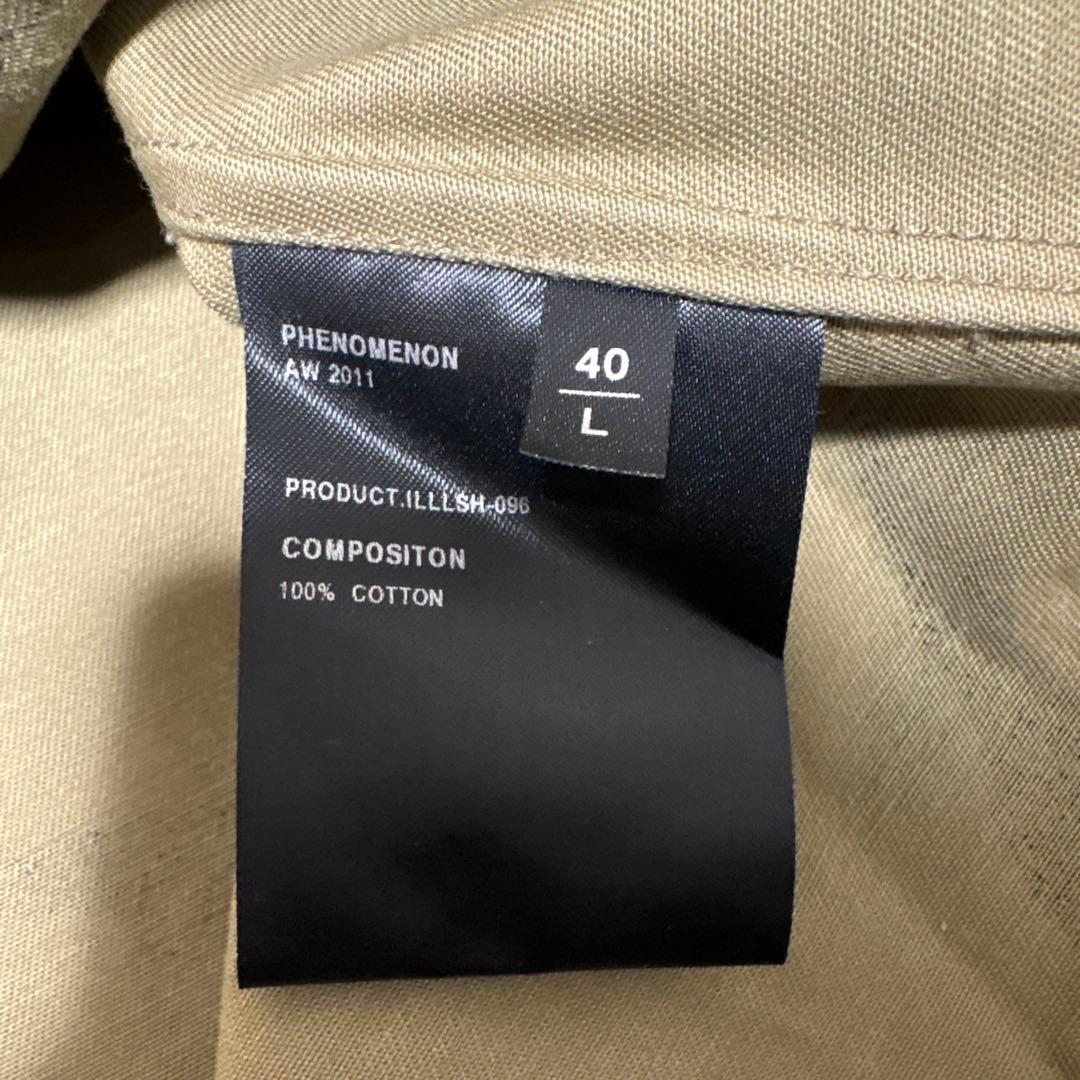 PHENOMENON
AW 2011
40
L
PRODUCT.ILLLSH-096
COMPOSITON
100% COTTON